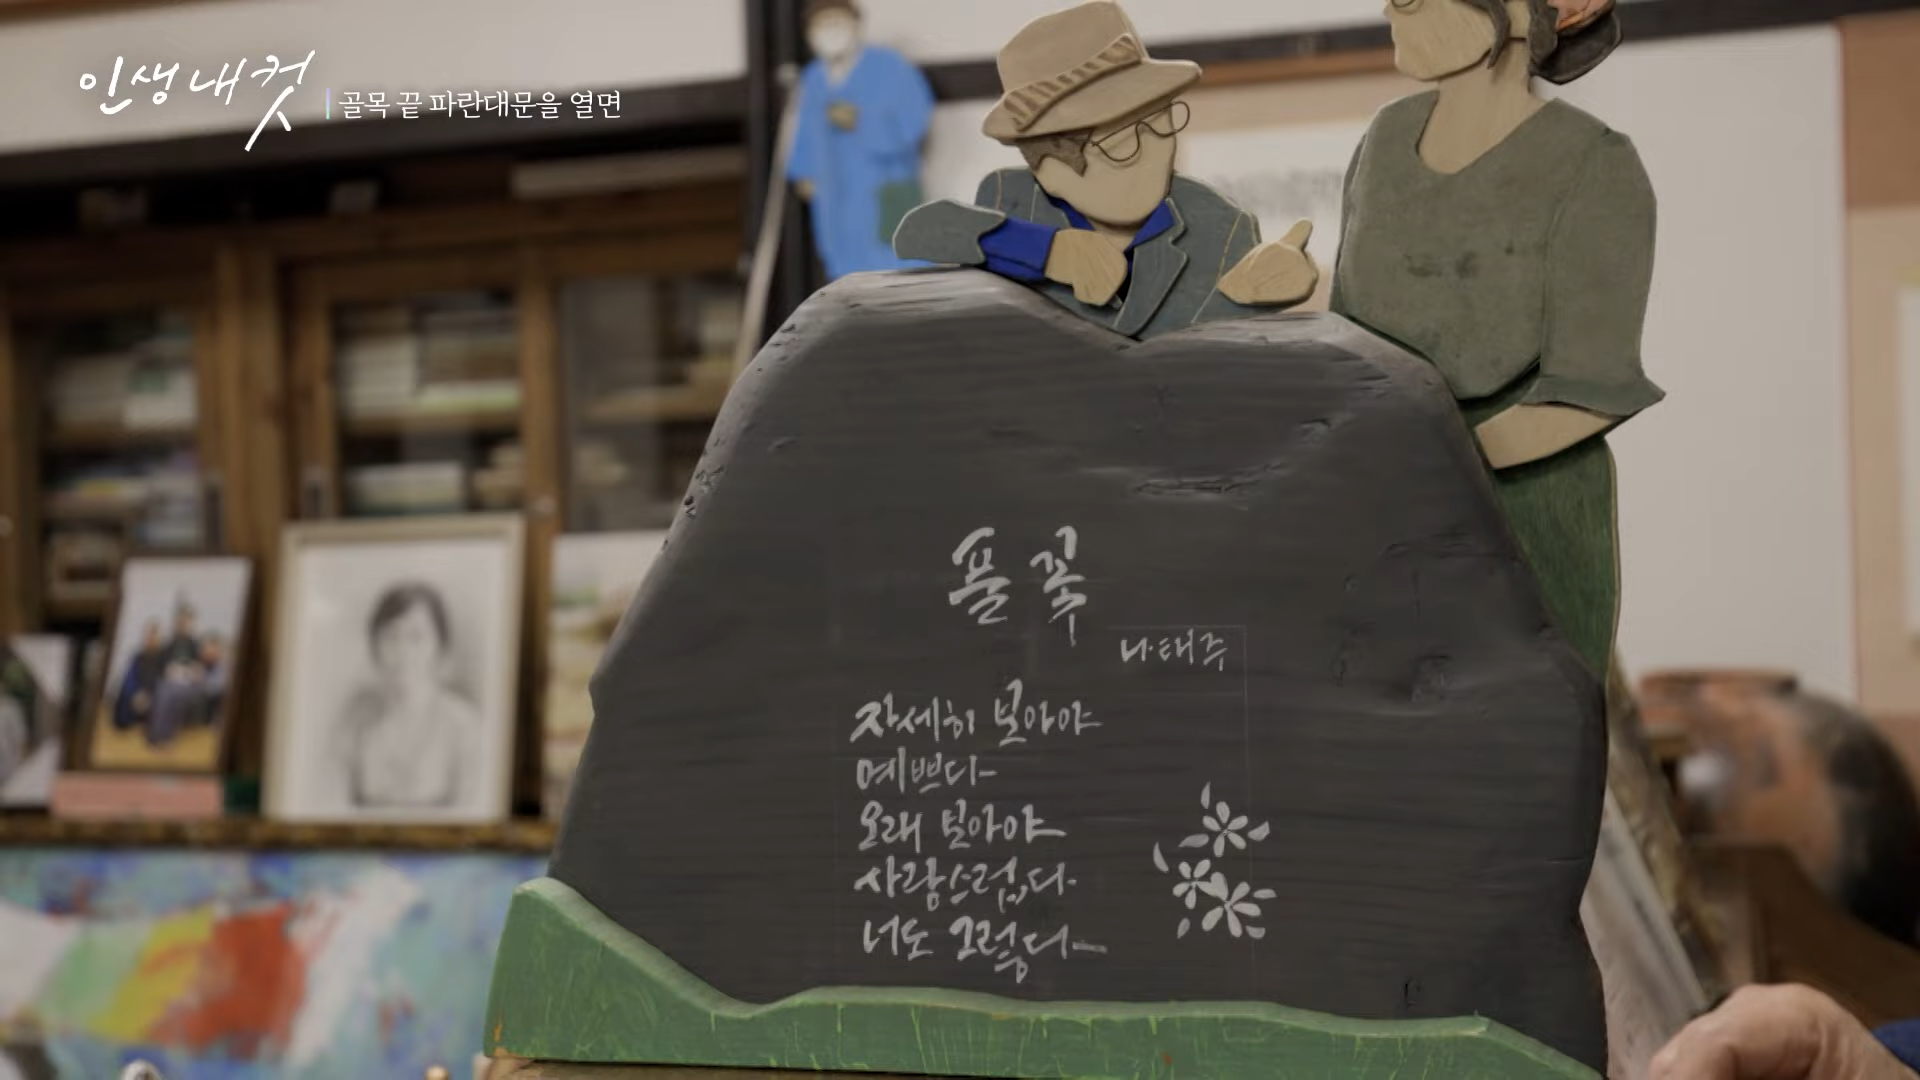 인생 내 컷
골목 끝 파란대문을 열면
풀꽃
나태주
자세히 보아야
예쁘다
오래 보아야
사랑스럽다
너도 그렇다